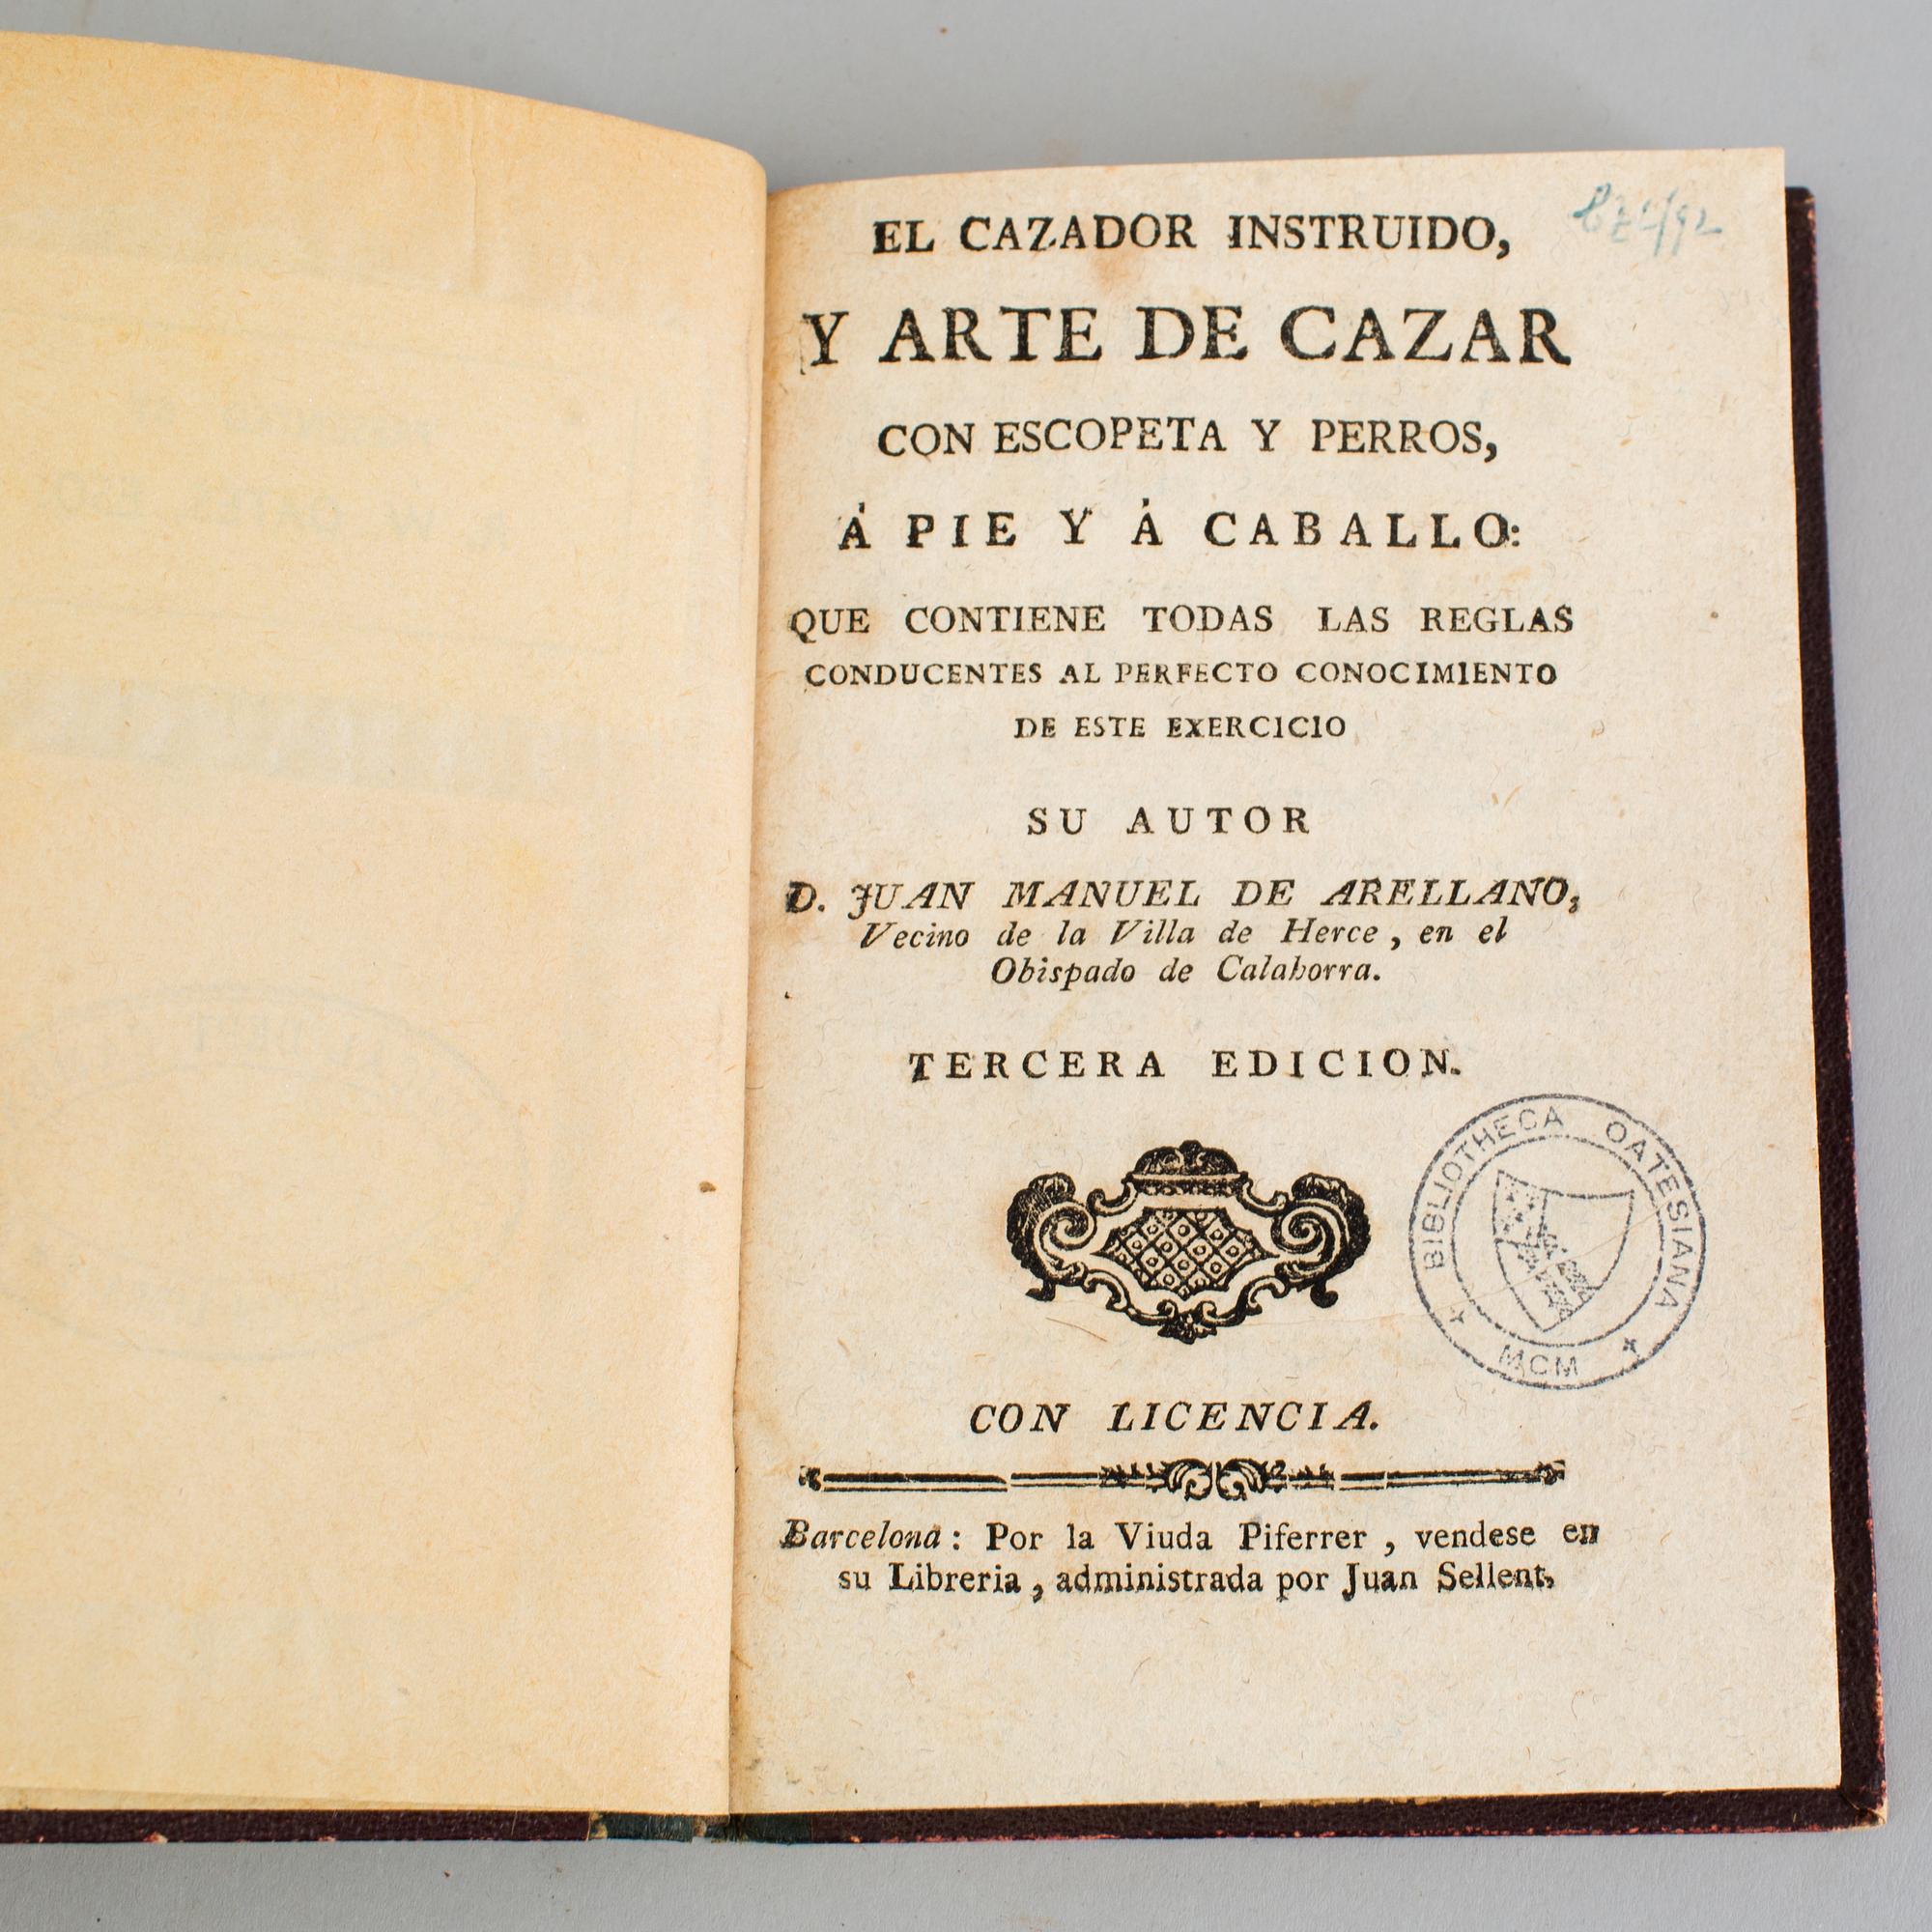 EL CAZADOR INSTRUIDO,
Y ARTE DE CAZAR
CON ESCOPETA Y PERROS,
Á PIE Y Á CABALLO:
QUE CONTIENE TODAS LAS REGLAS
CONDUCENTES AL PERFECTO CONOCIMIENTO
DE ESTE EXERCICIO
SU AUTOR
D. JUAN MANUEL DE ARELLANO,
Vecino de la Villa de Herce, en el
Obispado de Calahorra.
TERCERA EDICION.
BIBLIOTHECA OATESIANA
MCM
CON LICENCIA.
Barcelona: Por la Viuda Piferrer, vendese en
su Libreria, administrada por Juan Sellent.